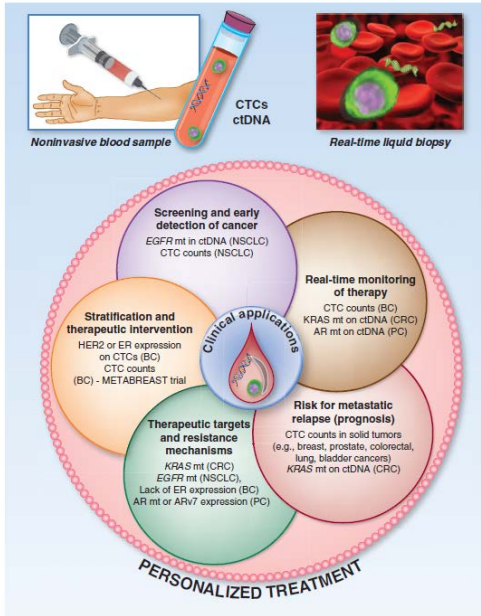 CTCs
ctDNA
Noninvasive blood sample
Real-time liquid biopsy
Screening and early
detection of cancer
EGFR mt in ctDNA (NSCLC)
CTC counts (NSCLC)
Real-time monitoring
of therapy
CTC counts (BC)
KRAS mt on ctDNA (CRC)
AR mt on ctDNA (PC)
Stratification and
therapeutic intervention
HER2 or ER expression
on CTCs (BC)
CTC counts
(BC) - METABREAST trial
Clinical applications
Risk for metastatic
relapse (prognosis)
CTC counts in solid tumors
(e.g., breast, prostate, colorectal,
lung, bladder cancers)
KRAS mt on ctDNA (CRC)
Therapeutic targets
and resistance
mechanisms
KRAS mt (CRC)
EGFR mt (NSCLC),
Lack of ER expression (BC)
AR mt or ARv7 expression (PC)
PERSONALIZED TREATMENT